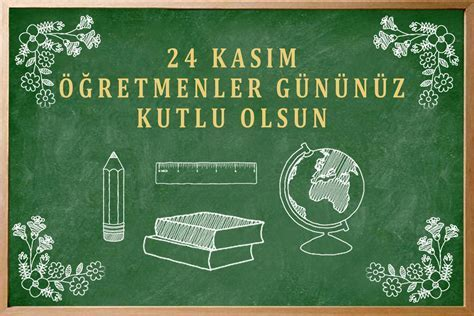 24 KASIM
ÖĞRETMENLER GÜNÜNÜZ
KUTLU OLSUN